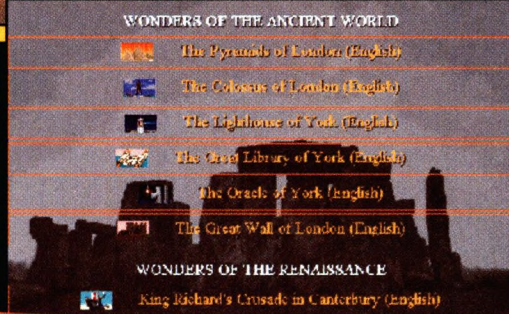 WONDERS OF THE ANCIENT WORLD
The Pyramids of London (English)
The Colossus of London (English)
The Lighthouse of York (English)
The Great Library of York (English)
The Oracle of York (English)
The Great Wall of London (English)
WONDERS OF THE RENAISSANCE
King Richard's Crusade in Canterbury (English)